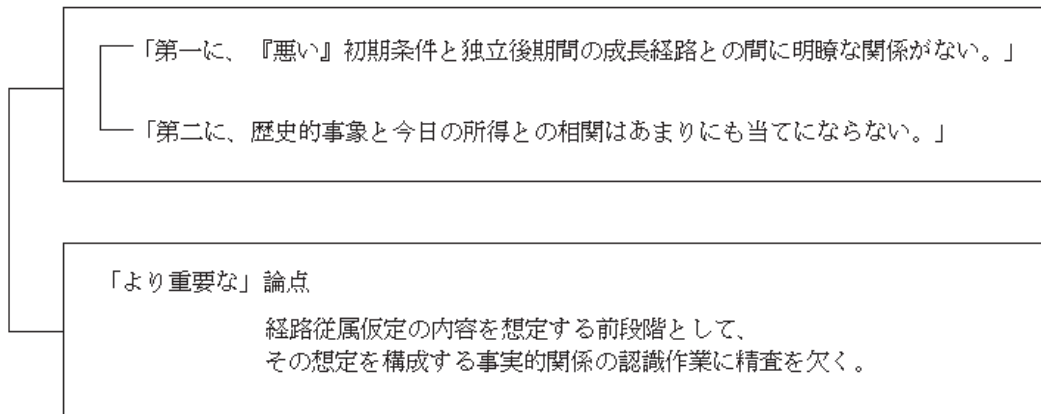 「第一に、『悪い』初期条件と独立後期間の成長経路との間に明瞭な関係がない。」
「第二に、歴史的事象と今日の所得との相関はあまりにも当てにならない。」
「より重要な」論点
経路従属仮定の内容を想定する前段階として、
その想定を構成する事実的関係の認識作業に精査を欠く。